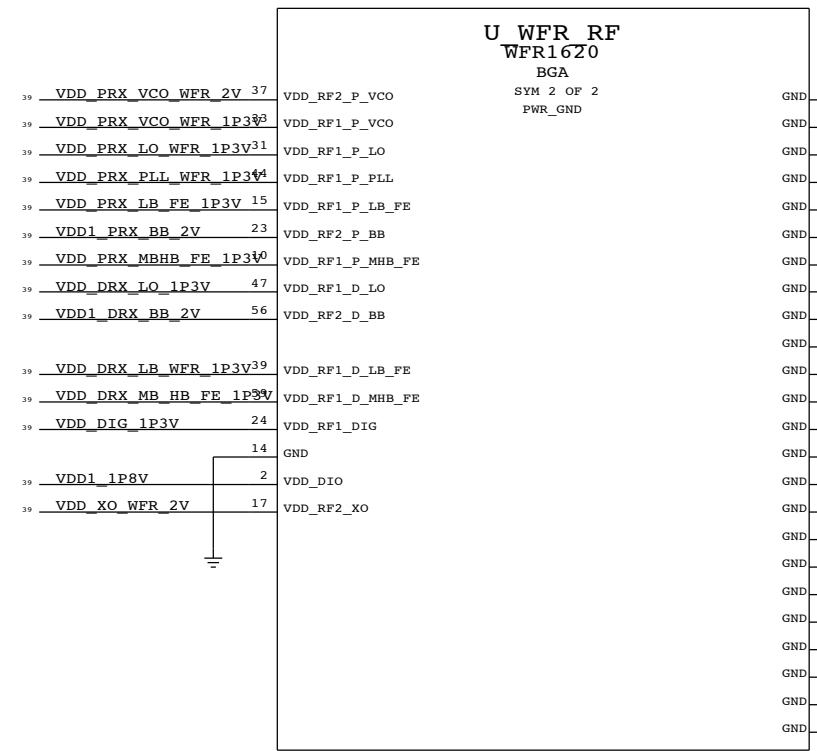 U_WFR_RF
WFR1620
BGA
SYM 2 OF 2
PWR_GND
39 VDD_PRX_VCO_WFR_2V 37 VDD_RF2_P_VCO GND
39 VDD_PRX_VCO_WFR_1P3V 33 VDD_RF1_P_VCO GND
39 VDD_PRX_LO_WFR_1P3V 31 VDD_RF1_P_LO GND
39 VDD_PRX_PLL_WFR_1P3V 44 VDD_RF1_P_PLL GND
39 VDD_PRX_LB_FE_1P3V 15 VDD_RF1_P_LB_FE GND
39 VDD1_PRX_BB_2V 23 VDD_RF2_P_BB GND
39 VDD_PRX_MBHB_FE_1P3V 10 VDD_RF1_P_MHB_FE GND
39 VDD_DRX_LO_1P3V 47 VDD_RF1_D_LO GND
39 VDD1_DRX_BB_2V 56 VDD_RF2_D_BB GND
GND
39 VDD_DRX_LB_WFR_1P3V 39 VDD_RF1_D_LB_FE GND
39 VDD_DRX_MB_HB_FE_1P3V 59 VDD_RF1_D_MHB_FE GND
39 VDD_DIG_1P3V 24 VDD_RF1_DIG GND
14 GND GND
39 VDD1_1P8V 2 VDD_DIO GND
39 VDD_XO_WFR_2V 17 VDD_RF2_XO GND
GND
GND
GND
GND
GND
GND
GND
GND